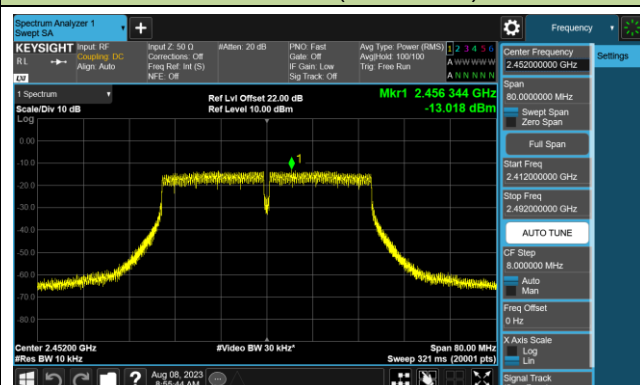 Spectrum Analyzer 1
Swept SA
Frequency
KEYSIGHT
Input: RF
Coupling: DC
Align: Auto
Input Z: 50 Ω
Corrections: Off
Freq Ref: Int (S)
NFE: Off
#Atten: 20 dB
PNO: Fast
Gate: Off
IF Gain: Low
Sig Track: Off
Avg Type: Power (RMS)
Avg|Hold: 100/100
Trig: Free Run
1 2 3 4 5 6
A W W W W W
A N N N N N
R L
LXI
Center Frequency
2.452000000 GHz
Settings
Span
80.0000000 MHz
Swept Span
Zero Span
Full Span
Start Freq
2.412000000 GHz
Stop Freq
2.492000000 GHz
AUTO TUNE
CF Step
8.000000 MHz
Auto
Man
Freq Offset
0 Hz
X Axis Scale
Log
Lin
Signal Track
1 Spectrum
Scale/Div 10 dB
Ref Lvl Offset 22.00 dB
Ref Level 10.00 dBm
Mkr1 2.456 344 GHz
-13.018 dBm
Log
0.00
-10.0
-20.0
-30.0
-40.0
-50.0
-60.0
-70.0
-80.0
1
Center 2.45200 GHz
#Res BW 10 kHz
#Video BW 30 kHz*
Span 80.00 MHz
Sweep 321 ms (20001 pts)
Aug 08, 2023
8:55:44 AM